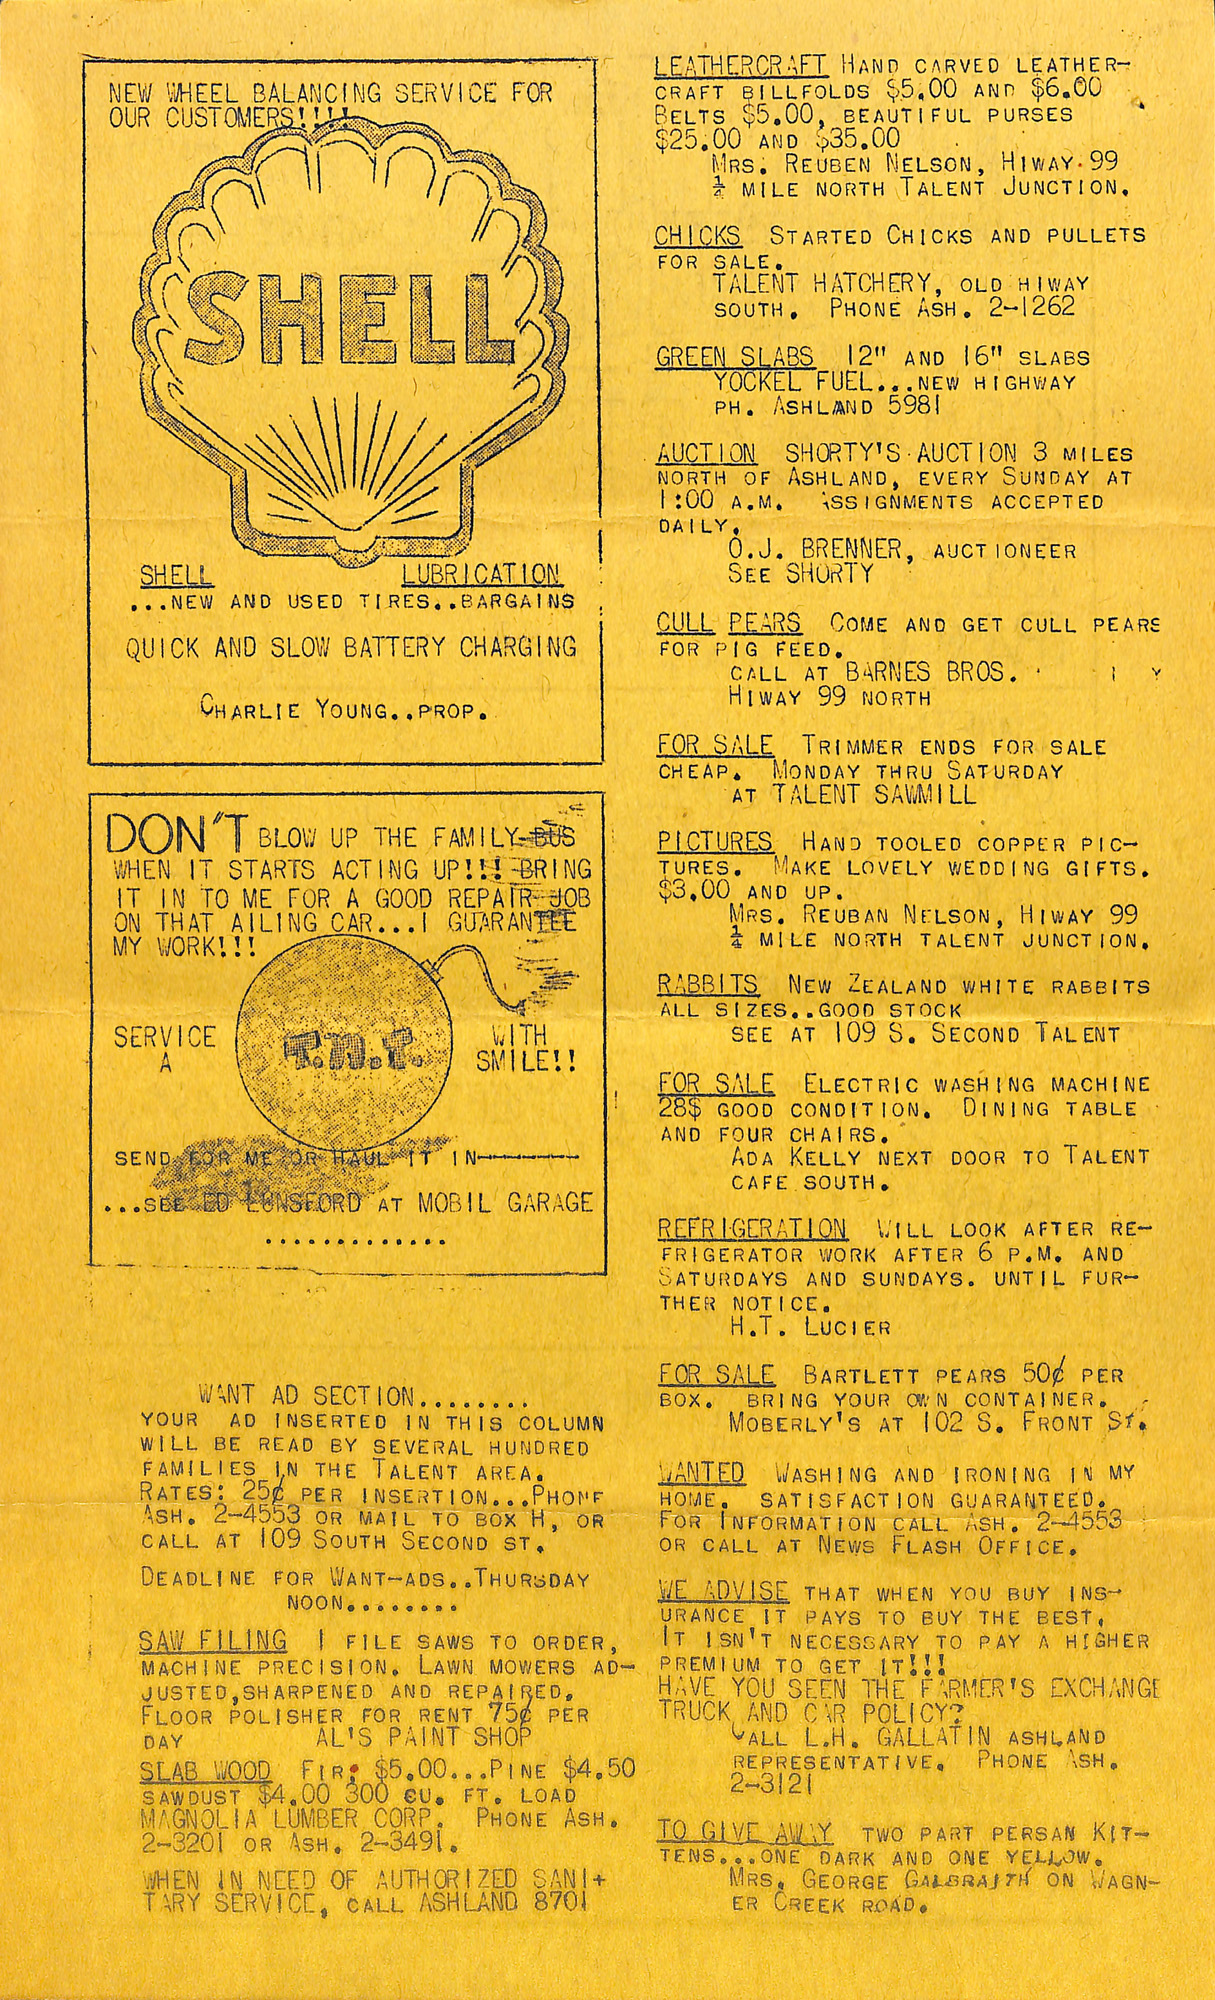 NEW WHEEL BALANCING SERVICE FOR
OUR CUSTOMERS!!!!
SHELL
SHELL LUBRICATION
...NEW AND USED TIRES..BARGAINS
QUICK AND SLOW BATTERY CHARGING
CHARLIE YOUNG..PROP.
DON'T BLOW UP THE FAMILY BUS
WHEN IT STARTS ACTING UP!!! BRING
IT IN TO ME FOR A GOOD REPAIR JOB
ON THAT AILING CAR...I GUARANTEE
MY WORK!!!
T.N.T.
SERVICE WITH
A SMILE!!
SEND FOR ME OR HAUL IT IN
...SEE ED LUNSFORD AT MOBIL GARAGE
.............
WANT AD SECTION........
YOUR AD INSERTED IN THIS COLUMN
WILL BE READ BY SEVERAL HUNDRED
FAMILIES IN THE TALENT AREA.
RATES: 25¢ PER INSERTION...PHONE
ASH. 2-4553 OR MAIL TO BOX H, OR
CALL AT 109 SOUTH SECOND ST.
DEADLINE FOR WANT-ADS..THURSDAY
NOON........
SAW FILING I FILE SAWS TO ORDER,
MACHINE PRECISION. LAWN MOWERS AD-
JUSTED,SHARPENED AND REPAIRED.
FLOOR POLISHER FOR RENT 75¢ PER
DAY AL'S PAINT SHOP
SLAB WOOD FIR; $5.00...PINE $4.50
SAWDUST $4.00 300 CU. FT. LOAD
MAGNOLIA LUMBER CORP. PHONE ASH.
2-3201 OR ASH. 2-3491.
WHEN IN NEED OF AUTHORIZED SANI+
TARY SERVICE, CALL ASHLAND 8701
LEATHERCRAFT HAND CARVED LEATHER-
CRAFT BILLFOLDS $5.00 AND $6.00
BELTS $5.00, BEAUTIFUL PURSES
$25.00 AND $35.00
MRS. REUBEN NELSON, HIWAY 99
¼ MILE NORTH TALENT JUNCTION.
CHICKS STARTED CHICKS AND PULLETS
FOR SALE.
TALENT HATCHERY, OLD HIWAY
SOUTH. PHONE ASH. 2-1262
GREEN SLABS 12" AND 16" SLABS
YOCKEL FUEL...NEW HIGHWAY
PH. ASHLAND 5981
AUCTION SHORTY'S AUCTION 3 MILES
NORTH OF ASHLAND, EVERY SUNDAY AT
1:00 A.M. ASSIGNMENTS ACCEPTED
DAILY.
O.J. BRENNER, AUCTIONEER
SEE SHORTY
CULL PEARS COME AND GET CULL PEARS
FOR PIG FEED.
CALL AT BARNES BROS.
HIWAY 99 NORTH
FOR SALE TRIMMER ENDS FOR SALE
CHEAP. MONDAY THRU SATURDAY
AT TALENT SAWMILL
PICTURES HAND TOOLED COPPER PIC-
TURES. MAKE LOVELY WEDDING GIFTS.
$3.00 AND UP.
MRS. REUBAN NELSON, HIWAY 99
¼ MILE NORTH TALENT JUNCTION.
RABBITS NEW ZEALAND WHITE RABBITS
ALL SIZES..GOOD STOCK
SEE AT 109 S. SECOND TALENT
FOR SALE ELECTRIC WASHING MACHINE
28$ GOOD CONDITION. DINING TABLE
AND FOUR CHAIRS.
ADA KELLY NEXT DOOR TO TALENT
CAFE SOUTH.
REFRIGERATION WILL LOOK AFTER RE-
FRIGERATOR WORK AFTER 6 P.M. AND
SATURDAYS AND SUNDAYS. UNTIL FUR-
THER NOTICE.
H.T. LUCIER
FOR SALE BARTLETT PEARS 50¢ PER
BOX. BRING YOUR OWN CONTAINER.
MOBERLY'S AT 102 S. FRONT ST.
WANTED WASHING AND IRONING IN MY
HOME. SATISFACTION GUARANTEED.
FOR INFORMATION CALL ASH. 2-4553
OR CALL AT NEWS FLASH OFFICE.
WE ADVISE THAT WHEN YOU BUY INS-
URANCE IT PAYS TO BUY THE BEST.
IT ISN'T NECESSARY TO PAY A HIGHER
PREMIUM TO GET IT!!!
HAVE YOU SEEN THE FARMER'S EXCHANGE
TRUCK AND CAR POLICY?
CALL L.H. GALLATIN ASHLAND
REPRESENTATIVE. PHONE ASH.
2-3121
TO GIVE AWAY TWO PART PERSAN KIT-
TENS...ONE DARK AND ONE YELLOW.
MRS. GEORGE GALBRAITH ON WAGN-
ER CREEK ROAD.